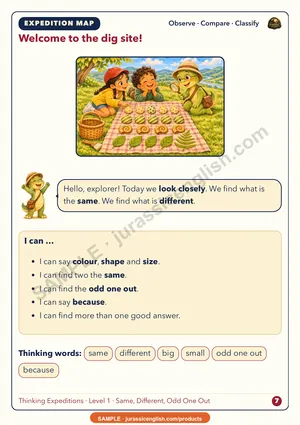 EXPEDITION MAP
Observe · Compare · Classify
Welcome to the dig site!
Hello, explorer! Today we look closely. We find what is
the same. We find what is different.
I can ...
• I can say colour, shape and size.
• I can find two the same.
• I can find the odd one out.
• I can say because.
• I can find more than one good answer.
Thinking words: same different big small odd one out
because
SAMPLE · jurassicenglish.com
Thinking Expeditions · Level 1 · Same, Different, Odd One Out
7
SAMPLE · jurassicenglish.com/products